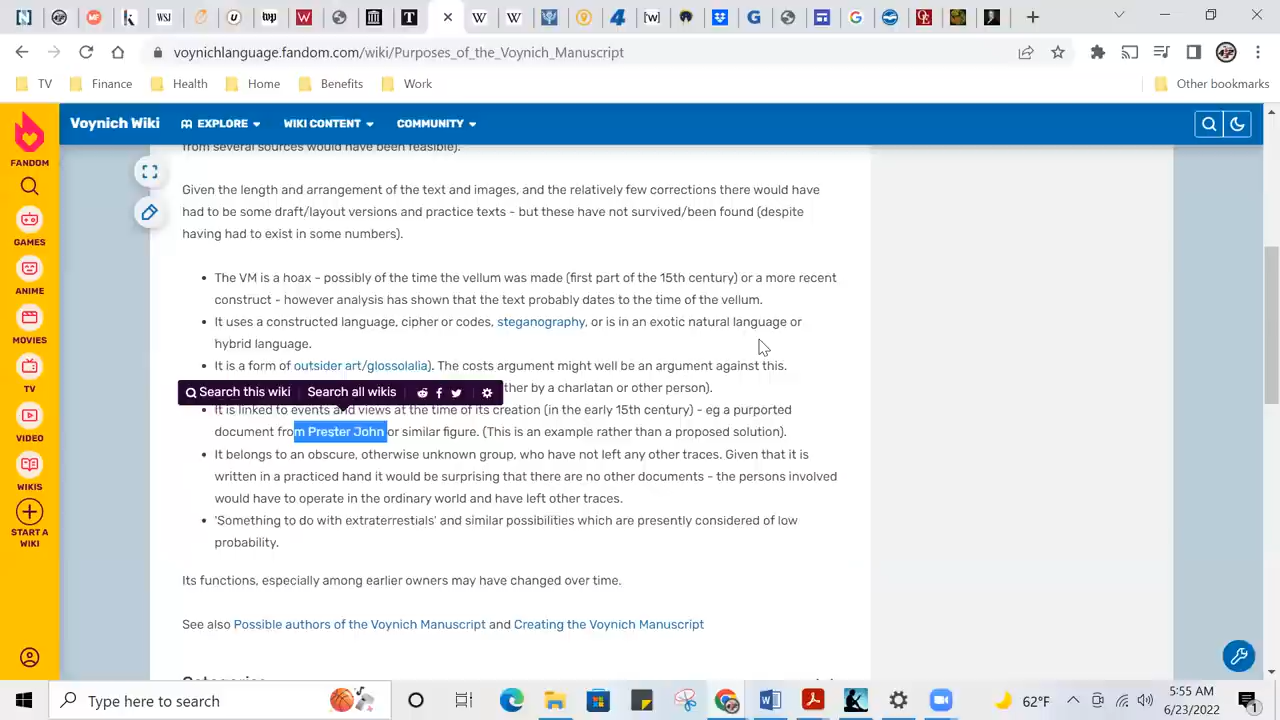 voynichlanguage.fandom.com/wiki/Purposes_of_the_Voynich_Manuscript
TV
Finance
Health
Home
Benefits
Work
Other bookmarks
FANDOM
GAMES
ANIME
MOVIES
TV
VIDEO
WIKIS
START A
WIKI
Voynich Wiki
EXPLORE
WIKI CONTENT
COMMUNITY
from several sources would have been feasible).
Given the length and arrangement of the text and images, and the relatively few corrections there would have
had to be some draft/layout versions and practice texts - but these have not survived/been found (despite
having had to exist in some numbers).
The VM is a hoax - possibly of the time the vellum was made (first part of the 15th century) or a more recent
construct - however analysis has shown that the text probably dates to the time of the vellum.
It uses a constructed language, cipher or codes, steganography, or is in an exotic natural language or
hybrid language.
It is a form of outsider art/glossolalia). The costs argument might well be an argument against this.
Search this wiki Search all wikis
ther by a charlatan or other person).
It is linked to events and views at the time of its creation (in the early 15th century) - eg a purported
document from Prester John or similar figure. (This is an example rather than a proposed solution).
It belongs to an obscure, otherwise unknown group, who have not left any other traces. Given that it is
written in a practiced hand it would be surprising that there are no other documents - the persons involved
would have to operate in the ordinary world and have left other traces.
'Something to do with extraterrestials' and similar possibilities which are presently considered of low
probability.
Its functions, especially among earlier owners may have changed over time.
See also Possible authors of the Voynich Manuscript and Creating the Voynich Manuscript
Categories
Type here to search
62°F
5:55 AM
6/23/2022